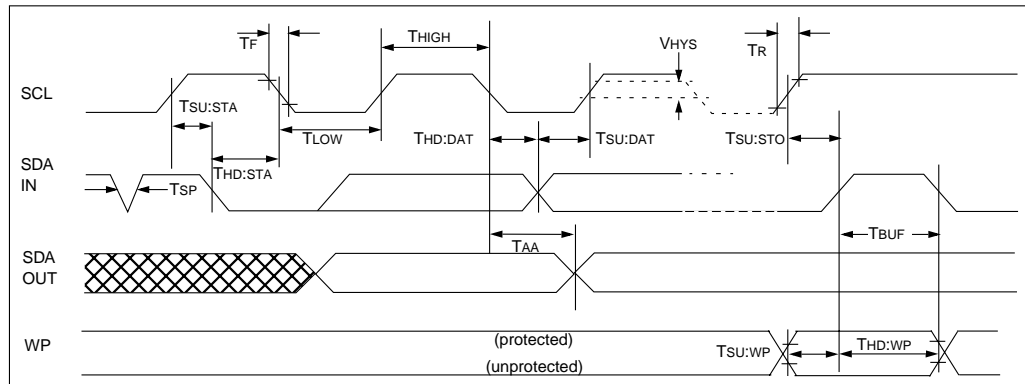 TF
THIGH
VHYS
TR
SCL
TSU:STA
TLOW
THD:DAT
TSU:DAT
TSU:STO
SDA
IN
THD:STA
TSP
TBUF
TAA
SDA
OUT
WP
(protected)
(unprotected)
TSU:WP
THD:WP